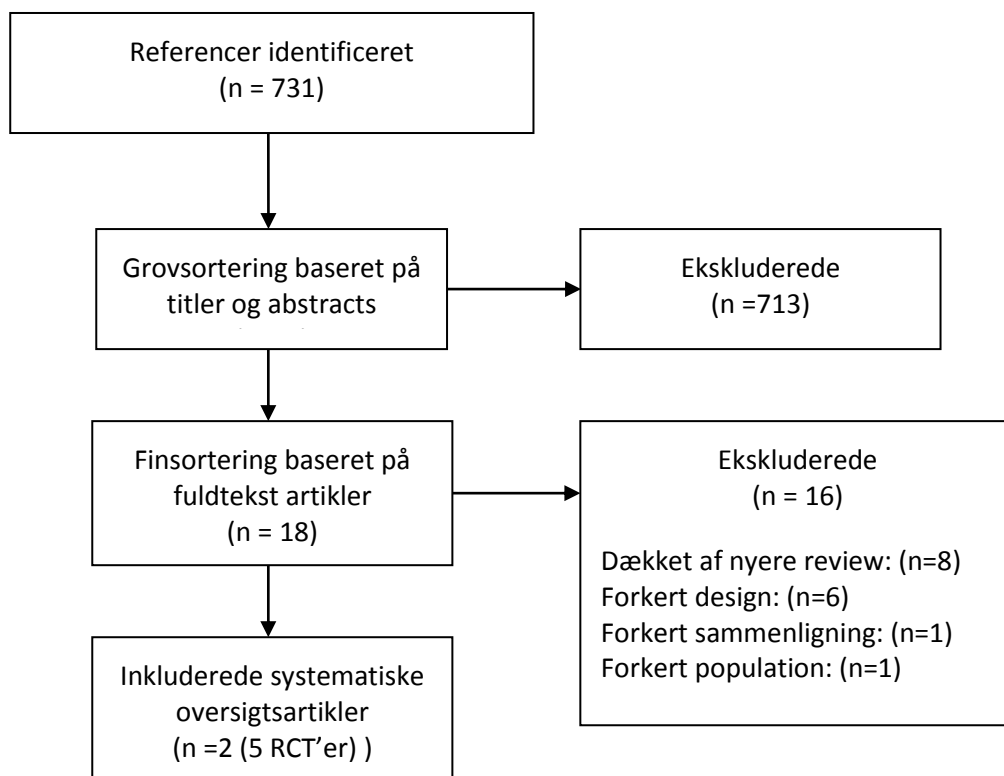 Referencer identificeret
(n = 731)
Grovsortering baseret på
titler og abstracts
Ekskluderede
(n =713)
Finsortering baseret på
fuldtekst artikler
(n = 18)
Ekskluderede
(n = 16)
Dækket af nyere review: (n=8)
Forkert design: (n=6)
Forkert sammenligning: (n=1)
Forkert population: (n=1)
Inkluderede systematiske
oversigtsartikler
(n =2 (5 RCT’er) )